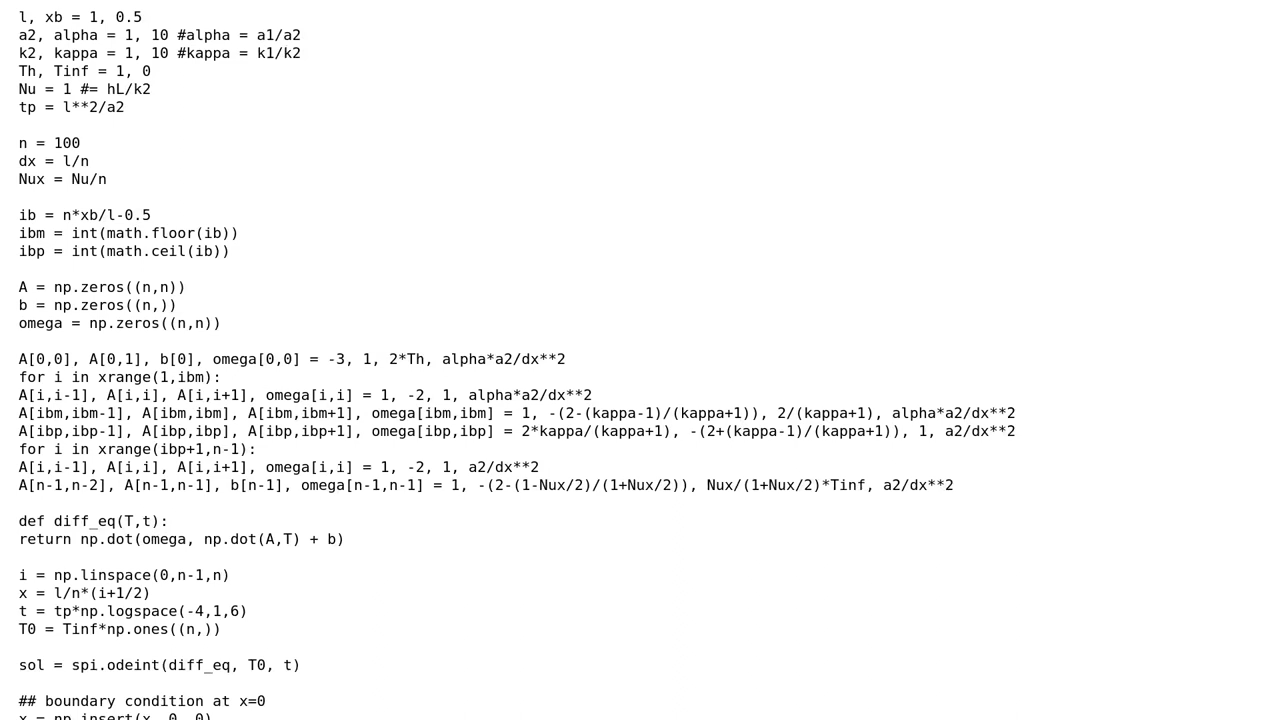 l, xb = 1, 0.5
a2, alpha = 1, 10 #alpha = a1/a2
k2, kappa = 1, 10 #kappa = k1/k2
Th, Tinf = 1, 0
Nu = 1 #= hL/k2
tp = l**2/a2

n = 100
dx = l/n
Nux = Nu/n

ib = n*xb/l-0.5
ibm = int(math.floor(ib))
ibp = int(math.ceil(ib))

A = np.zeros((n,n))
b = np.zeros((n,))
omega = np.zeros((n,n))

A[0,0], A[0,1], b[0], omega[0,0] = -3, 1, 2*Th, alpha*a2/dx**2
for i in xrange(1,ibm):
A[i,i-1], A[i,i], A[i,i+1], omega[i,i] = 1, -2, 1, alpha*a2/dx**2
A[ibm,ibm-1], A[ibm,ibm], A[ibm,ibm+1], omega[ibm,ibm] = 1, -(2-(kappa-1)/(kappa+1)), 2/(kappa+1), alpha*a2/dx**2
A[ibp,ibp-1], A[ibp,ibp], A[ibp,ibp+1], omega[ibp,ibp] = 2*kappa/(kappa+1), -(2+(kappa-1)/(kappa+1)), 1, a2/dx**2
for i in xrange(ibp+1,n-1):
A[i,i-1], A[i,i], A[i,i+1], omega[i,i] = 1, -2, 1, a2/dx**2
A[n-1,n-2], A[n-1,n-1], b[n-1], omega[n-1,n-1] = 1, -(2-(1-Nux/2)/(1+Nux/2)), Nux/(1+Nux/2)*Tinf, a2/dx**2

def diff_eq(T,t):
return np.dot(omega, np.dot(A,T) + b)

i = np.linspace(0,n-1,n)
x = l/n*(i+1/2)
t = tp*np.logspace(-4,1,6)
T0 = Tinf*np.ones((n,))

sol = spi.odeint(diff_eq, T0, t)

## boundary condition at x=0
x = np.insert(x, 0, 0)